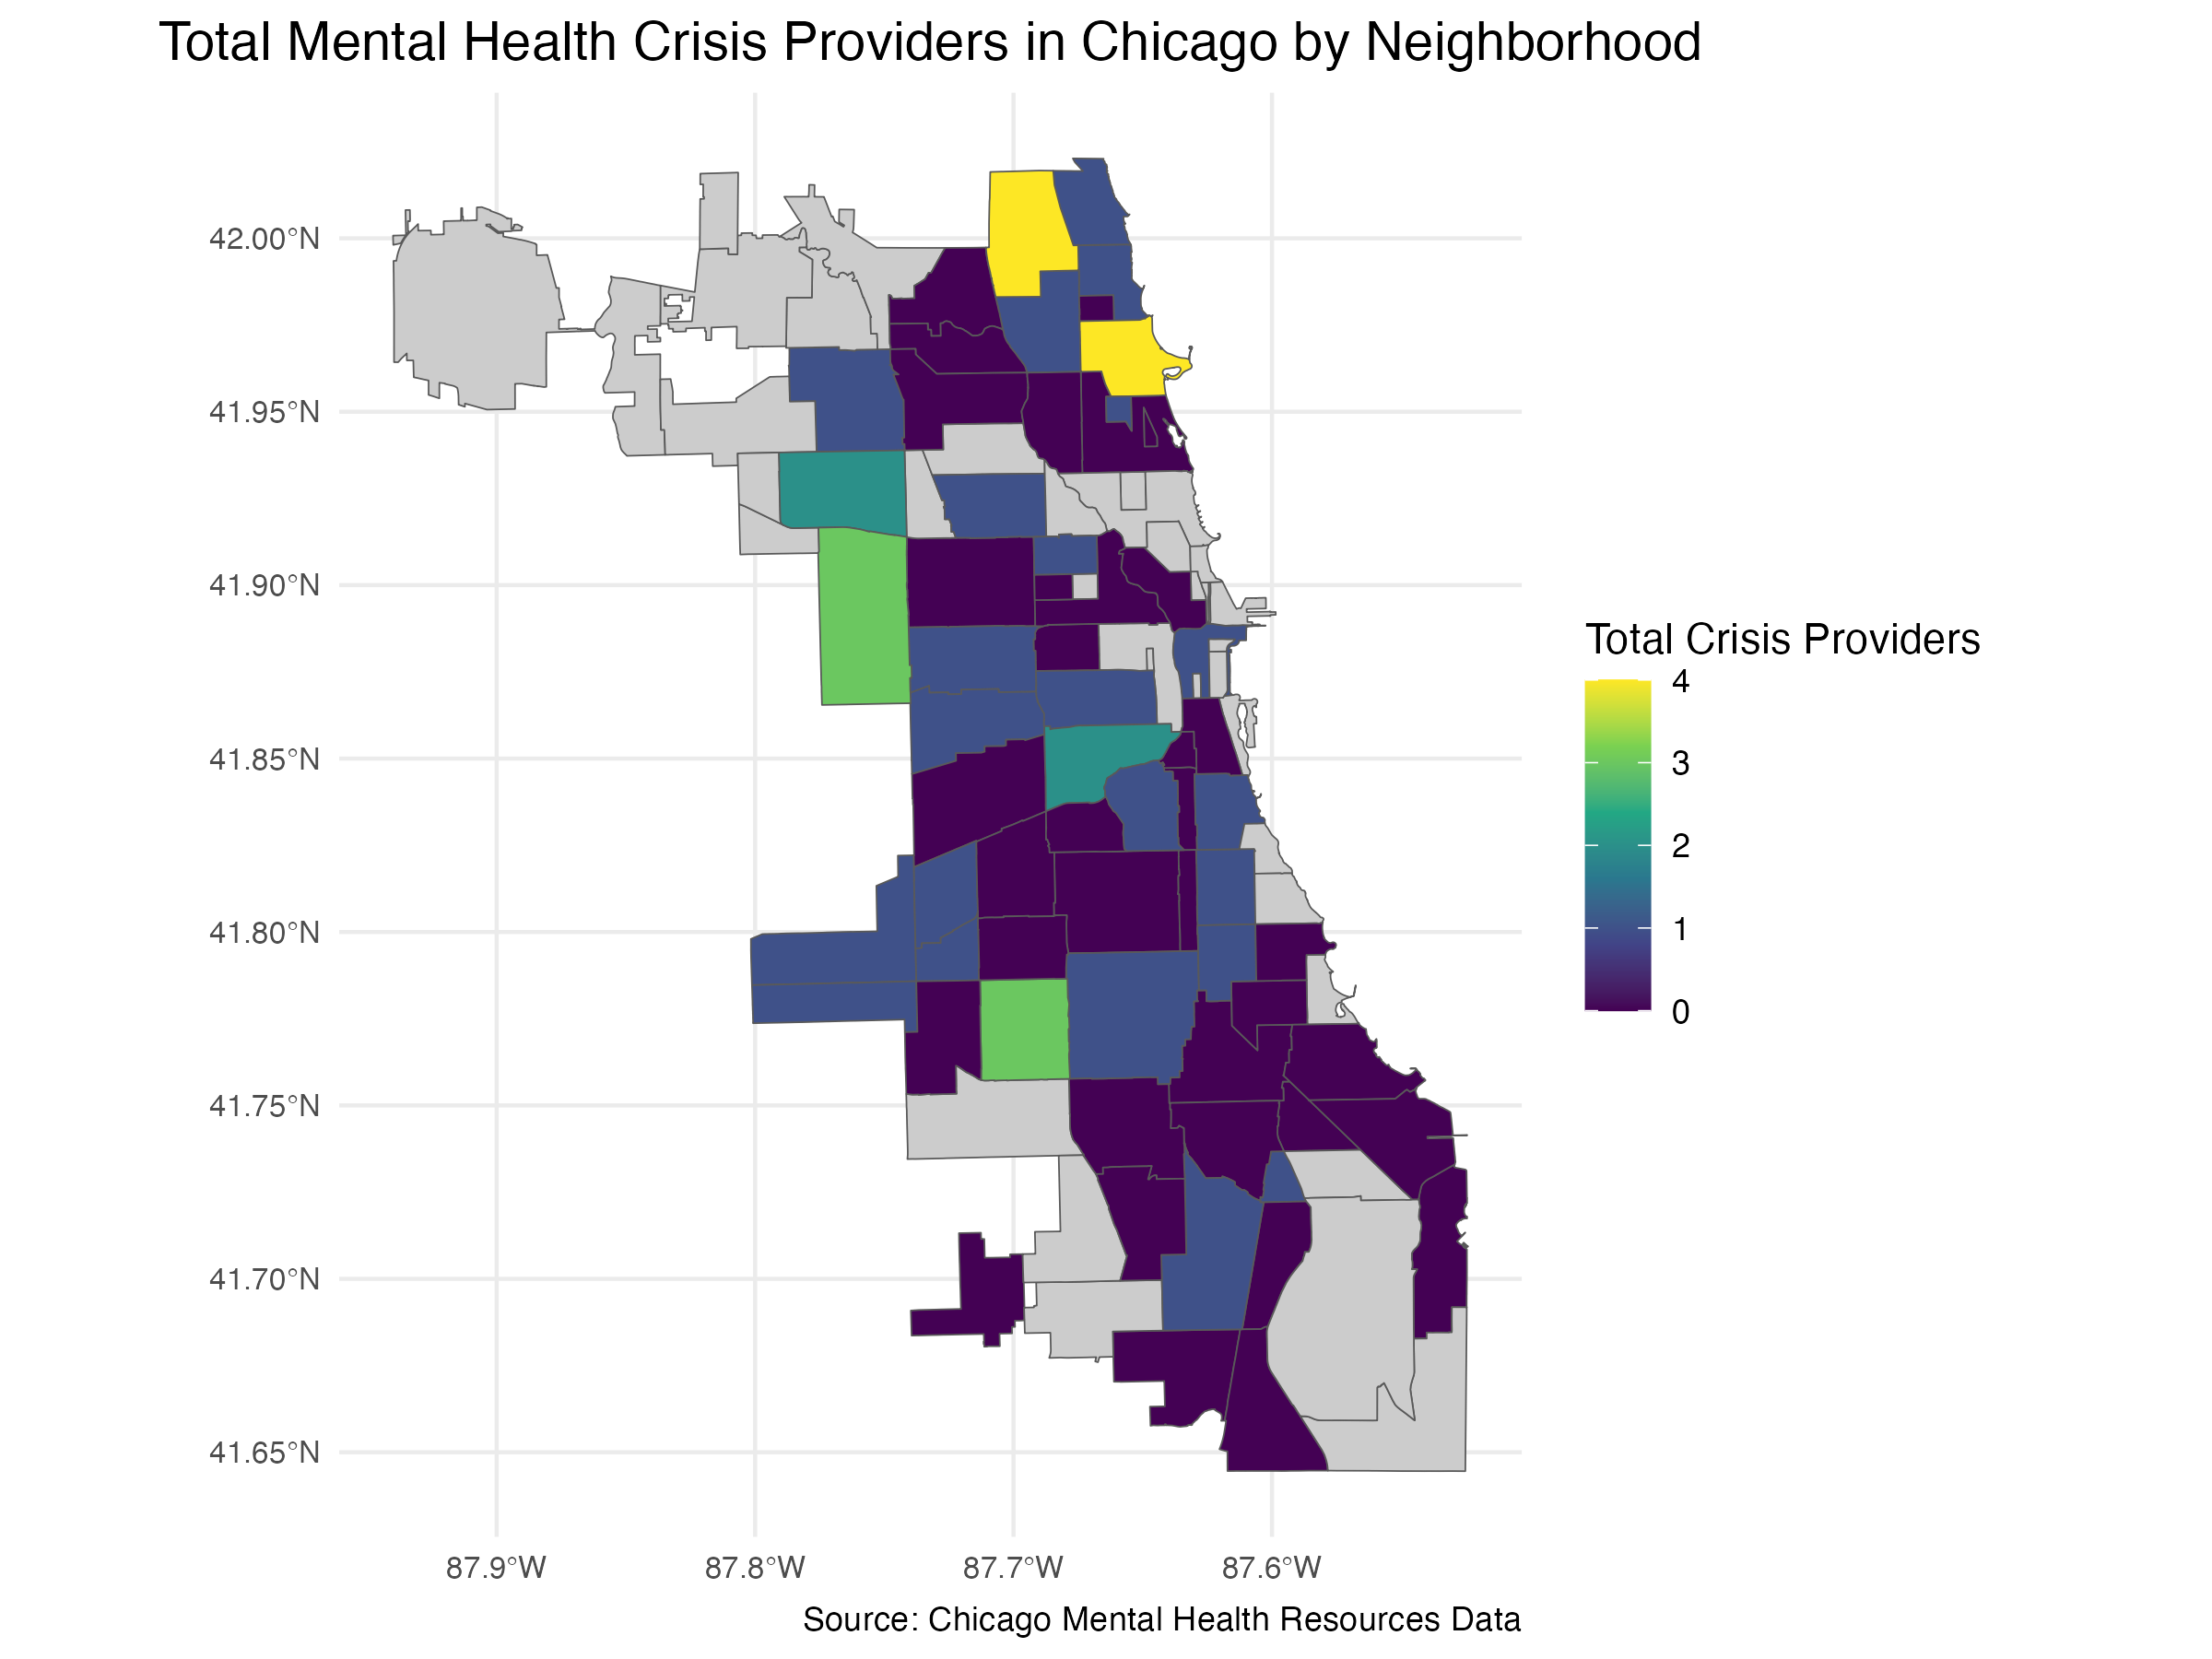 Total Mental Health Crisis Providers in Chicago by Neighborhood
42.00°N
41.95°N
41.90°N
41.85°N
41.80°N
41.75°N
41.70°N
41.65°N
87.9°W
87.8°W
87.7°W
87.6°W
Total Crisis Providers
4
3
2
1
0
Source: Chicago Mental Health Resources Data